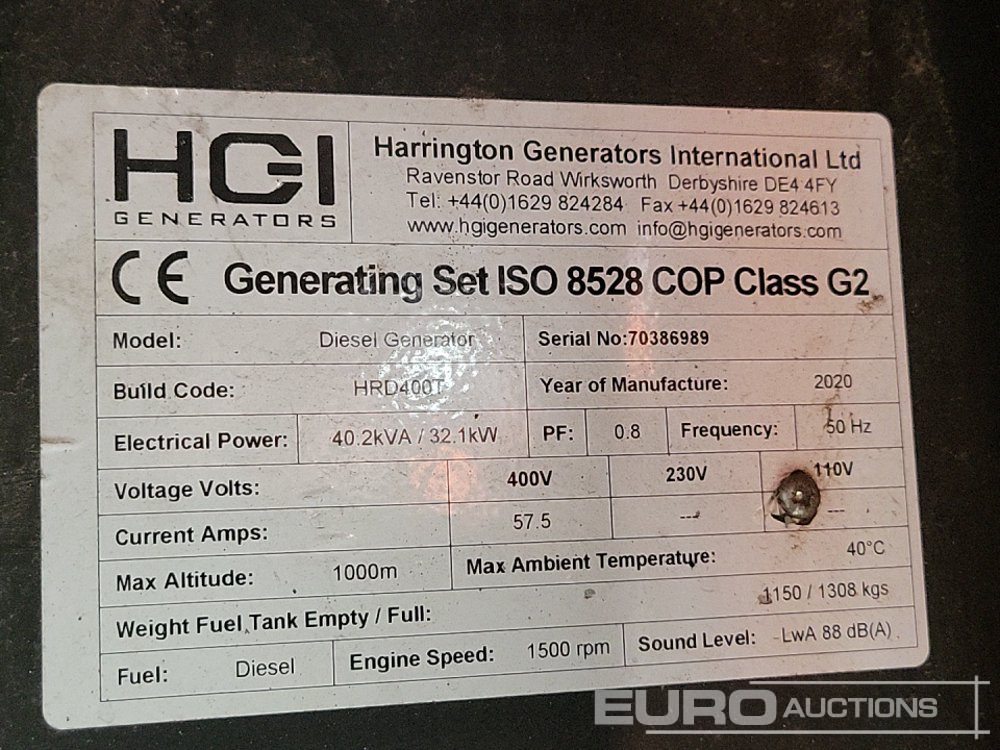 HGI
GENERATORS
Harrington Generators International Ltd
Ravenstor Road Wirksworth Derbyshire DE4 4FY
Tel: +44(0)1629 824284 Fax +44(0)1629 824613
www.hgigenerators.com info@hgigenerators.com
CE Generating Set ISO 8528 COP Class G2
Model: Diesel Generator Serial No:70386989
Build Code: HRD400T Year of Manufacture: 2020
Electrical Power: 40.2kVA / 32.1kW PF: 0.8 Frequency: 50 Hz
Voltage Volts: 400V 230V 110V
Current Amps: 57.5 --- ---
Max Altitude: 1000m Max Ambient Temperature: 40°C
Weight Fuel Tank Empty / Full: 1150 / 1308 kgs
Fuel: Diesel Engine Speed: 1500 rpm Sound Level: LwA 88 dB(A)
EURO AUCTIONS